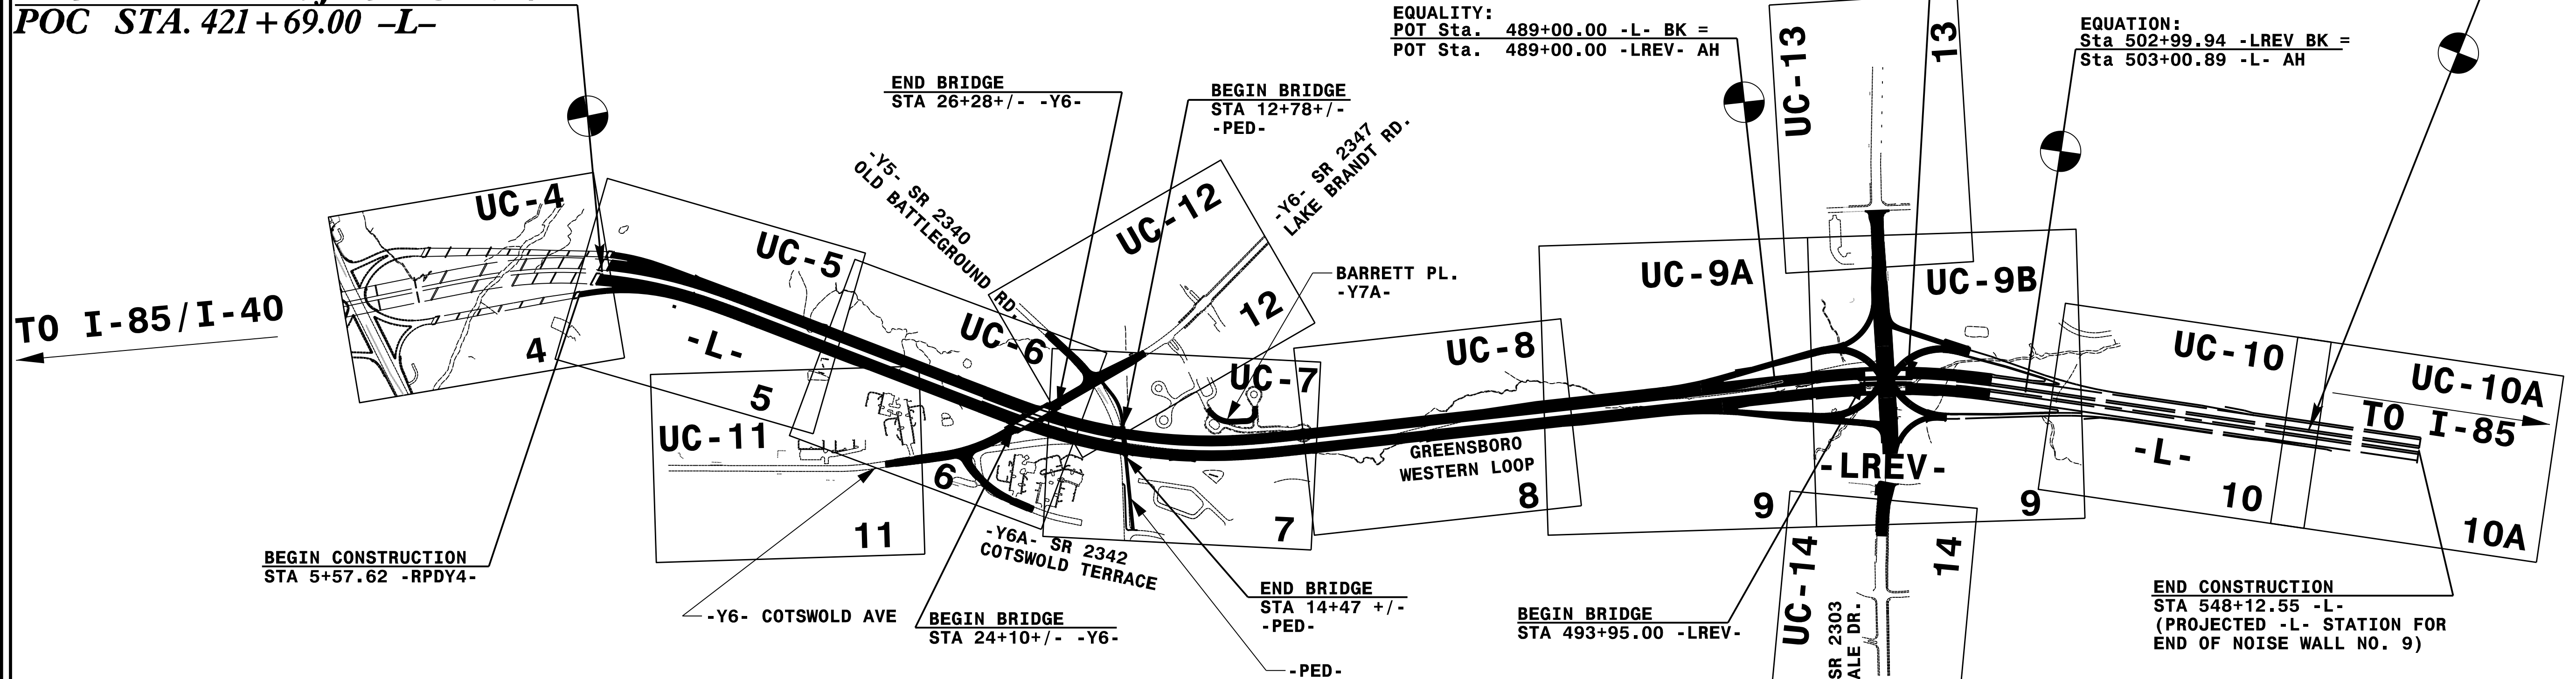 POC STA. 421+69.00 -L-
EQUALITY:
POT Sta. 489+00.00 -L- BK =
POT Sta. 489+00.00 -LREV- AH
EQUATION:
Sta 502+99.94 -LREV BK =
Sta 503+00.89 -L- AH
UC-13
13
END BRIDGE
STA 26+28+/- -Y6-
BEGIN BRIDGE
STA 12+78+/-
-PED-
-Y5- SR 2340
OLD BATTLEGROUND RD.
-Y6- SR 2347
LAKE BRANDT RD.
UC-4
UC-5
UC-12
12
BARRETT PL.
-Y7A-
UC-9A
UC-9B
TO I-85/I-40
4
-L-
UC-6
UC-7
UC-8
UC-10
UC-10A
TO I-85
5
UC-11
6
11
7
GREENSBORO
WESTERN LOOP
8
-LREV-
9
9
-L-
10
10A
-Y6A- SR 2342
COTSWOLD TERRACE
BEGIN CONSTRUCTION
STA 5+57.62 -RPDY4-
-Y6- COTSWOLD AVE
BEGIN BRIDGE
STA 24+10+/- -Y6-
END BRIDGE
STA 14+47 +/-
-PED-
-PED-
BEGIN BRIDGE
STA 493+95.00 -LREV-
UC-14
14
SR 2303
ALE DR.
END CONSTRUCTION
STA 548+12.55 -L-
(PROJECTED -L- STATION FOR
END OF NOISE WALL NO. 9)